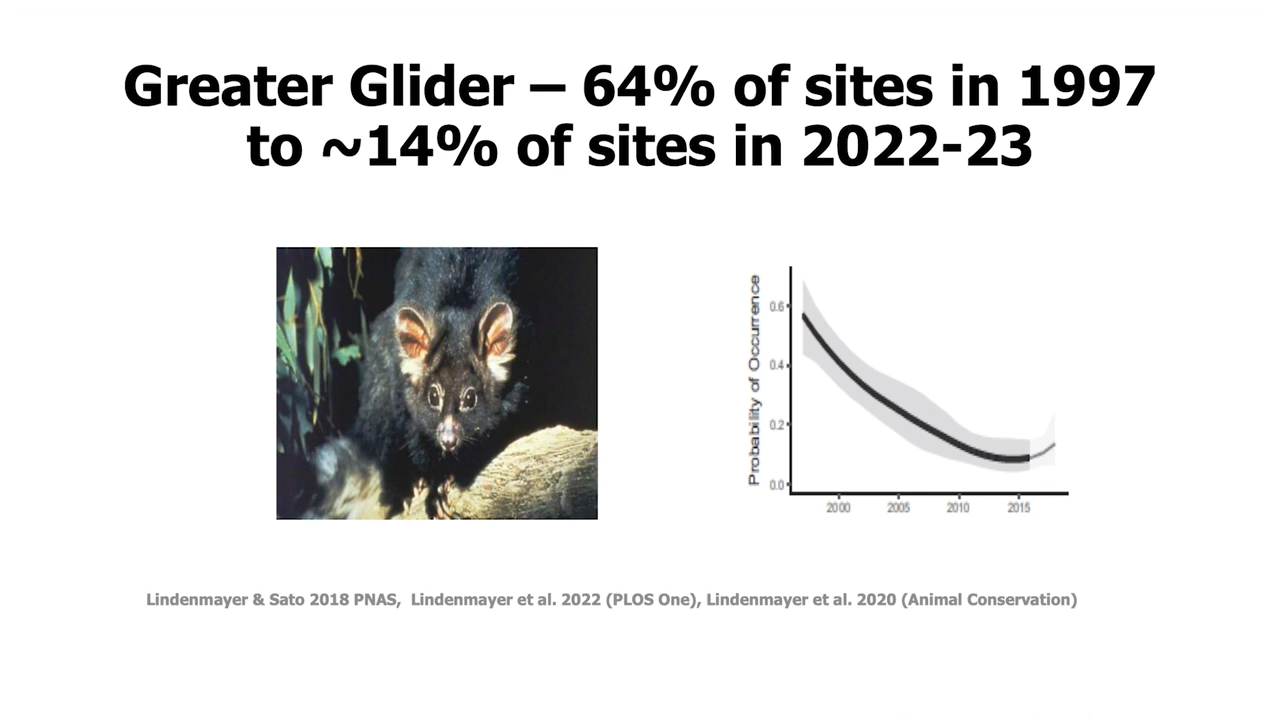 Greater Glider – 64% of sites in 1997
to ~14% of sites in 2022-23
Probability of Occurrence
0.6
0.4
0.2
0.0
2000 2005 2010 2015
Lindenmayer & Sato 2018 PNAS, Lindenmayer et al. 2022 (PLOS One), Lindenmayer et al. 2020 (Animal Conservation)